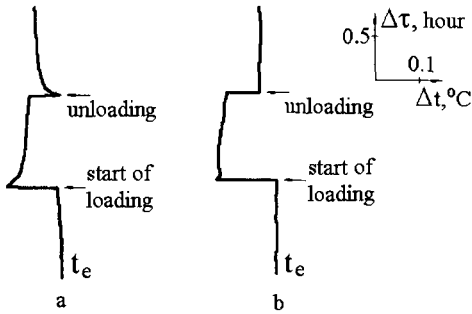 Δτ, hour
0.5
0.1
Δt,°C
unloading
start of
loading
t_e
a
unloading
start of
loading
t_e
b